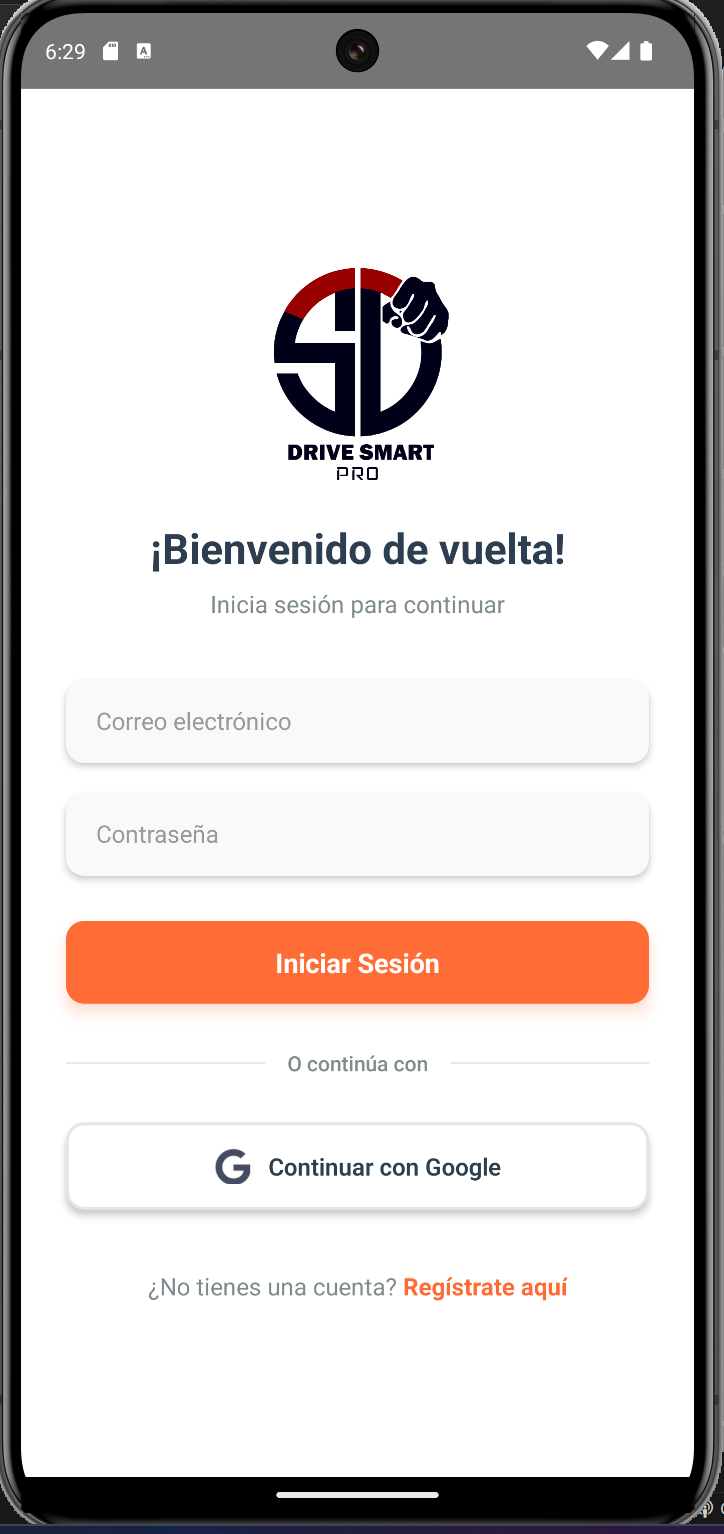 6:29
A
SD
DRIVE SMART
PRO
¡Bienvenido de vuelta!
Inicia sesión para continuar
Correo electrónico
Contraseña
Iniciar Sesión
O continúa con
G Continuar con Google
¿No tienes una cuenta? Regístrate aquí